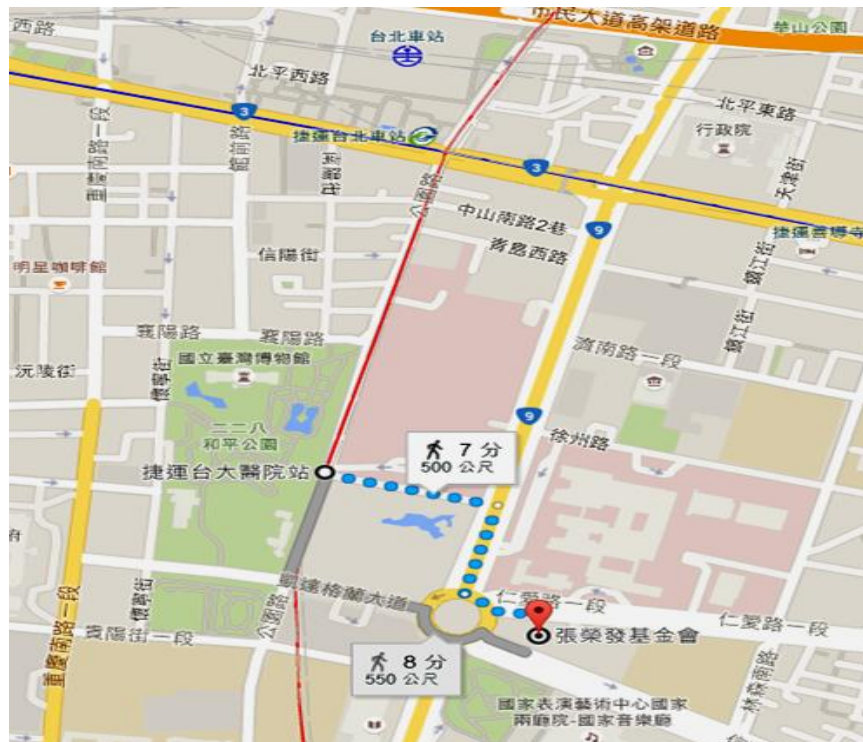 西路
台北車站
市民大道高架道路
華山公園
北平西路
北平東路
重慶南路一段
館前路
3
捷運台北車站
行政院
3
公園路
天津街
中山南路2巷
9
捷運善導寺
青島西路
信陽街
鎮江街
明星咖啡館
襄陽路
襄陽路
濟南路一段
鎮江街
國立臺灣博物館
沅陵街
懷寧街
9
二二八
和平公園
徐州路
7 分
500 公尺
捷運台大醫院站
府
凱達格蘭大道
仁愛路一段
懷寧街
公園路
仁愛路一段
貴陽街一段
張榮發基金會
重慶南路一段
8 分
550 公尺
林森南路
國家表演藝術中心國家
兩廳院-國家音樂廳
信